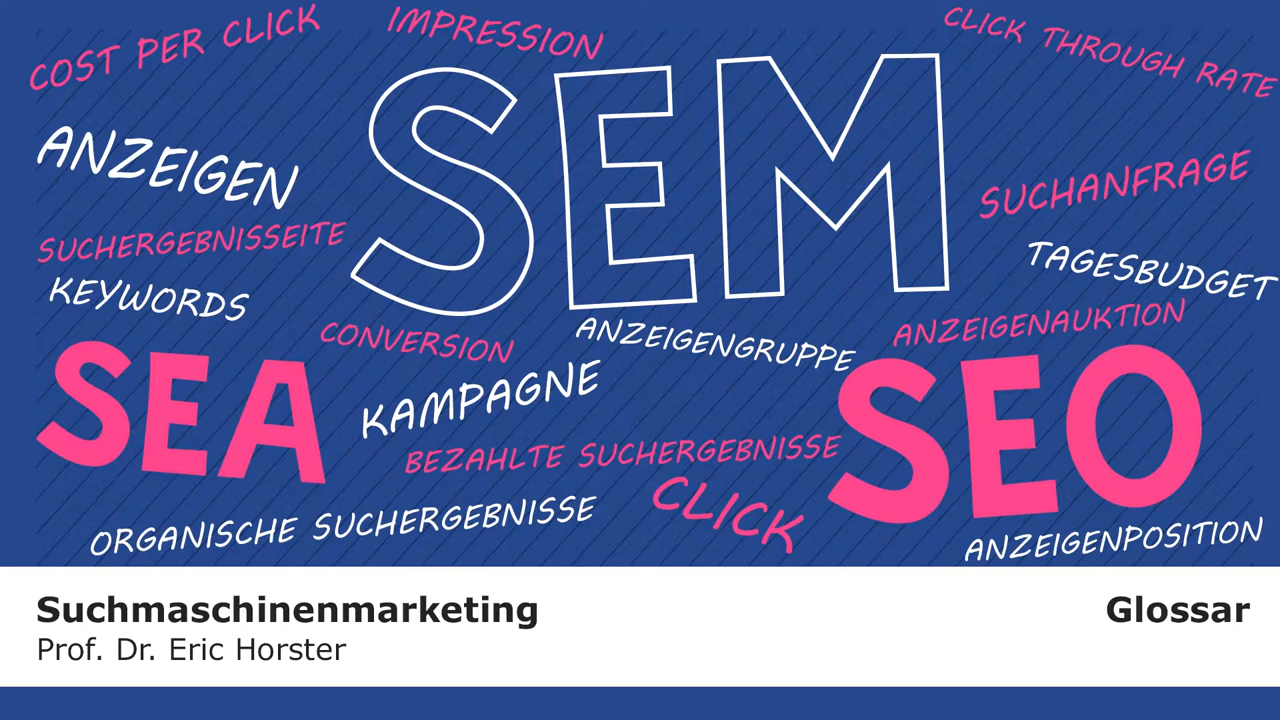 COST PER CLICK
IMPRESSION
CLICK THROUGH RATE
SEM
ANZEIGEN
SUCHANFRAGE
SUCHERGEBNISSEITE
TAGESBUDGET
KEYWORDS
CONVERSION
ANZEIGENGRUPPE
ANZEIGENAUKTION
SEA
KAMPAGNE
SEO
BEZAHLTE SUCHERGEBNISSE
ORGANISCHE SUCHERGEBNISSE
CLICK
ANZEIGENPOSITION
Suchmaschinenmarketing
Glossar
Prof. Dr. Eric Horster